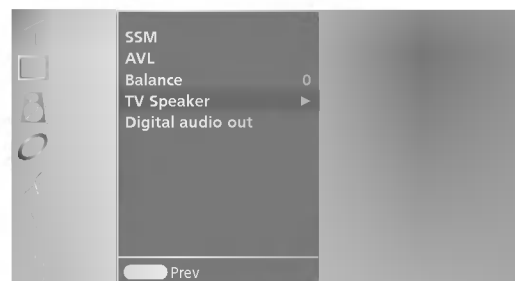 SSM
AVL
Balance 0
TV Speaker ▶
Digital audio out
Prev